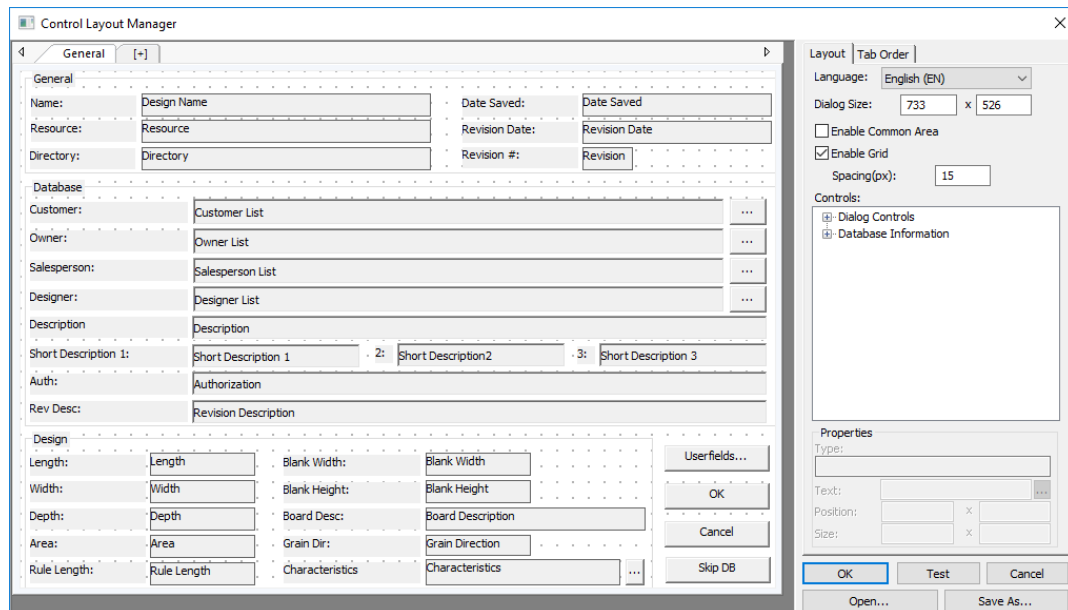 Control Layout Manager
General [+]
General
Name: Design Name Date Saved: Date Saved
Resource: Resource Revision Date: Revision Date
Directory: Directory Revision #: Revision
Database
Customer: Customer List ...
Owner: Owner List ...
Salesperson: Salesperson List ...
Designer: Designer List ...
Description Description
Short Description 1: Short Description 1 2: Short Description2 3: Short Description 3
Auth: Authorization
Rev Desc: Revision Description
Design
Length: Length Blank Width: Blank Width
Width: Width Blank Height: Blank Height
Depth: Depth Board Desc: Board Description
Area: Area Grain Dir: Grain Direction
Rule Length: Rule Length Characteristics Characteristics ...
Userfields...
OK
Cancel
Skip DB
Layout Tab Order
Language: English (EN)
Dialog Size: 733 x 526
Enable Common Area
Enable Grid
Spacing(px): 15
Controls:
Dialog Controls
Database Information
Properties
Type:
Text: ...
Position: x
Size: x
OK Test Cancel
Open... Save As...